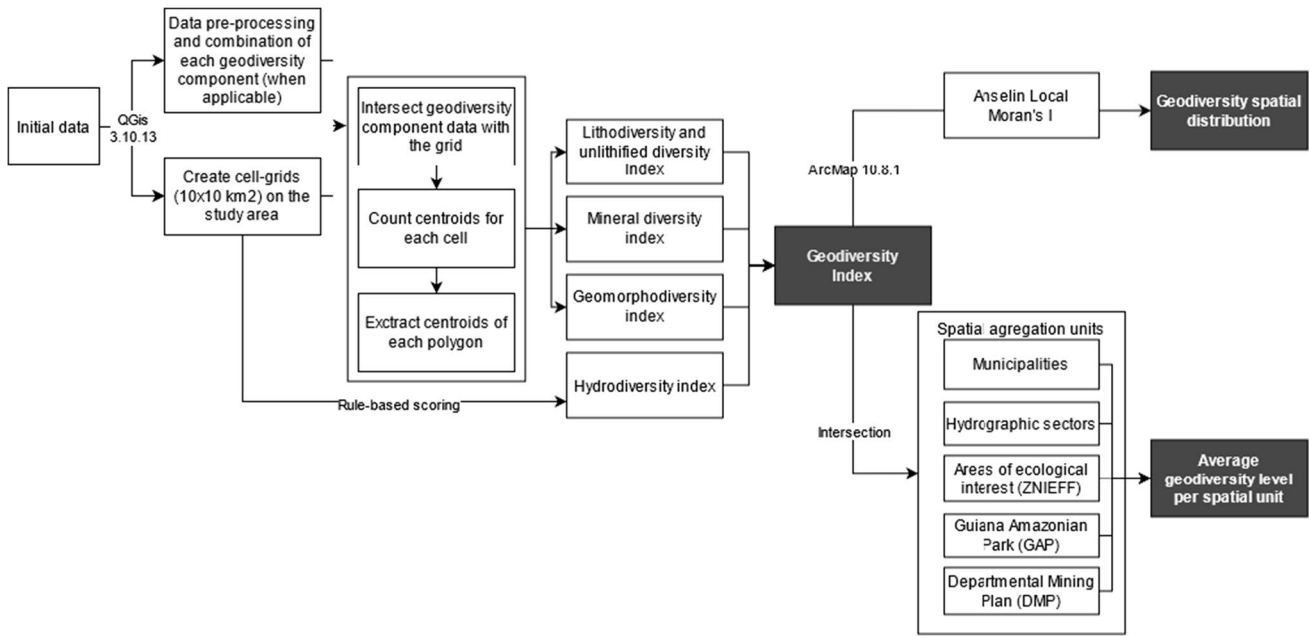 Initial data
QGis
3.10.13
Data pre-processing
and combination of
each geodiversity
component (when
applicable)
Create cell-grids
(10x10 km2) on the
study area
Intersect geodiversity
component data with
the grid
Count centroids for
each cell
Exctract centroids of
each polygon
Rule-based scoring
Lithodiversity and
unlithified diversity
Index
Mineral diversity
index
Geomorphodiversity
index
Hydrodiversity index
Geodiversity
Index
ArcMap 10.8.1
Anselin Local
Moran's I
Geodiversity spatial
distribution
Intersection
Spatial agregation units
Municipalities
Hydrographic sectors
Areas of ecological
interest (ZNIEFF)
Guiana Amazonian
Park (GAP)
Departmental Mining
Plan (DMP)
Average
geodiversity level
per spatial unit